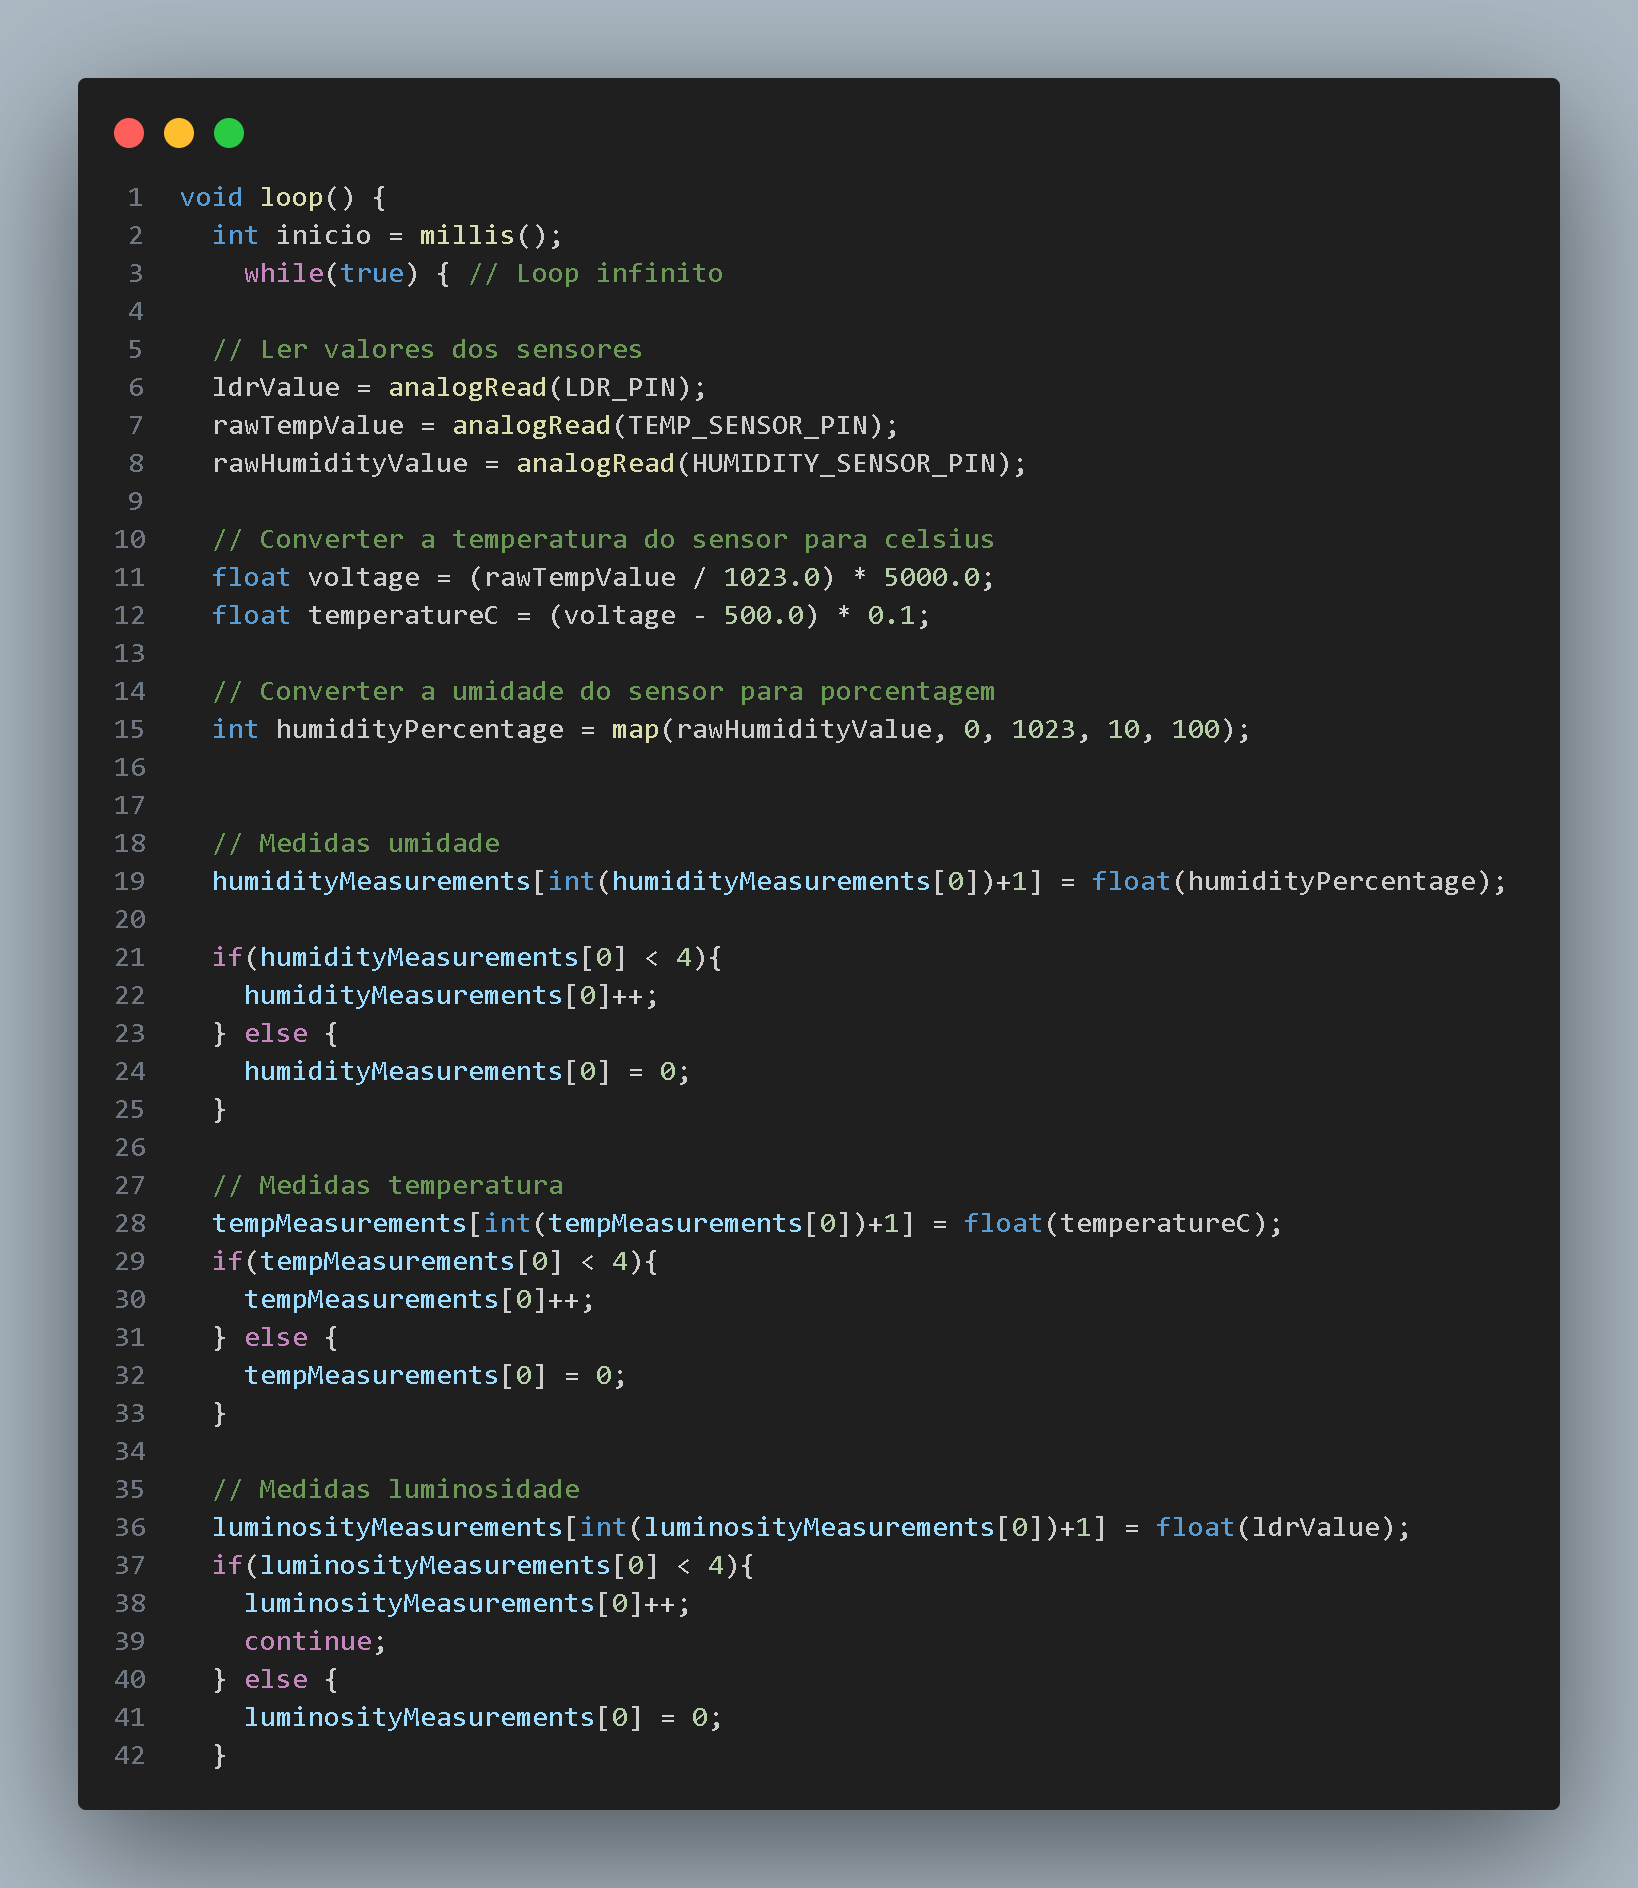 1 void loop() {
2 int inicio = millis();
3 while(true) { // Loop infinito
4
5 // Ler valores dos sensores
6 ldrValue = analogRead(LDR_PIN);
7 rawTempValue = analogRead(TEMP_SENSOR_PIN);
8 rawHumidityValue = analogRead(HUMIDITY_SENSOR_PIN);
9
10 // Converter a temperatura do sensor para celsius
11 float voltage = (rawTempValue / 1023.0) * 5000.0;
12 float temperatureC = (voltage - 500.0) * 0.1;
13
14 // Converter a umidade do sensor para porcentagem
15 int humidityPercentage = map(rawHumidityValue, 0, 1023, 10, 100);
16
17
18 // Medidas umidade
19 humidityMeasurements[int(humidityMeasurements[0])+1] = float(humidityPercentage);
20
21 if(humidityMeasurements[0] < 4){
22 humidityMeasurements[0]++;
23 } else {
24 humidityMeasurements[0] = 0;
25 }
26
27 // Medidas temperatura
28 tempMeasurements[int(tempMeasurements[0])+1] = float(temperatureC);
29 if(tempMeasurements[0] < 4){
30 tempMeasurements[0]++;
31 } else {
32 tempMeasurements[0] = 0;
33 }
34
35 // Medidas luminosidade
36 luminosityMeasurements[int(luminosityMeasurements[0])+1] = float(ldrValue);
37 if(luminosityMeasurements[0] < 4){
38 luminosityMeasurements[0]++;
39 continue;
40 } else {
41 luminosityMeasurements[0] = 0;
42 }